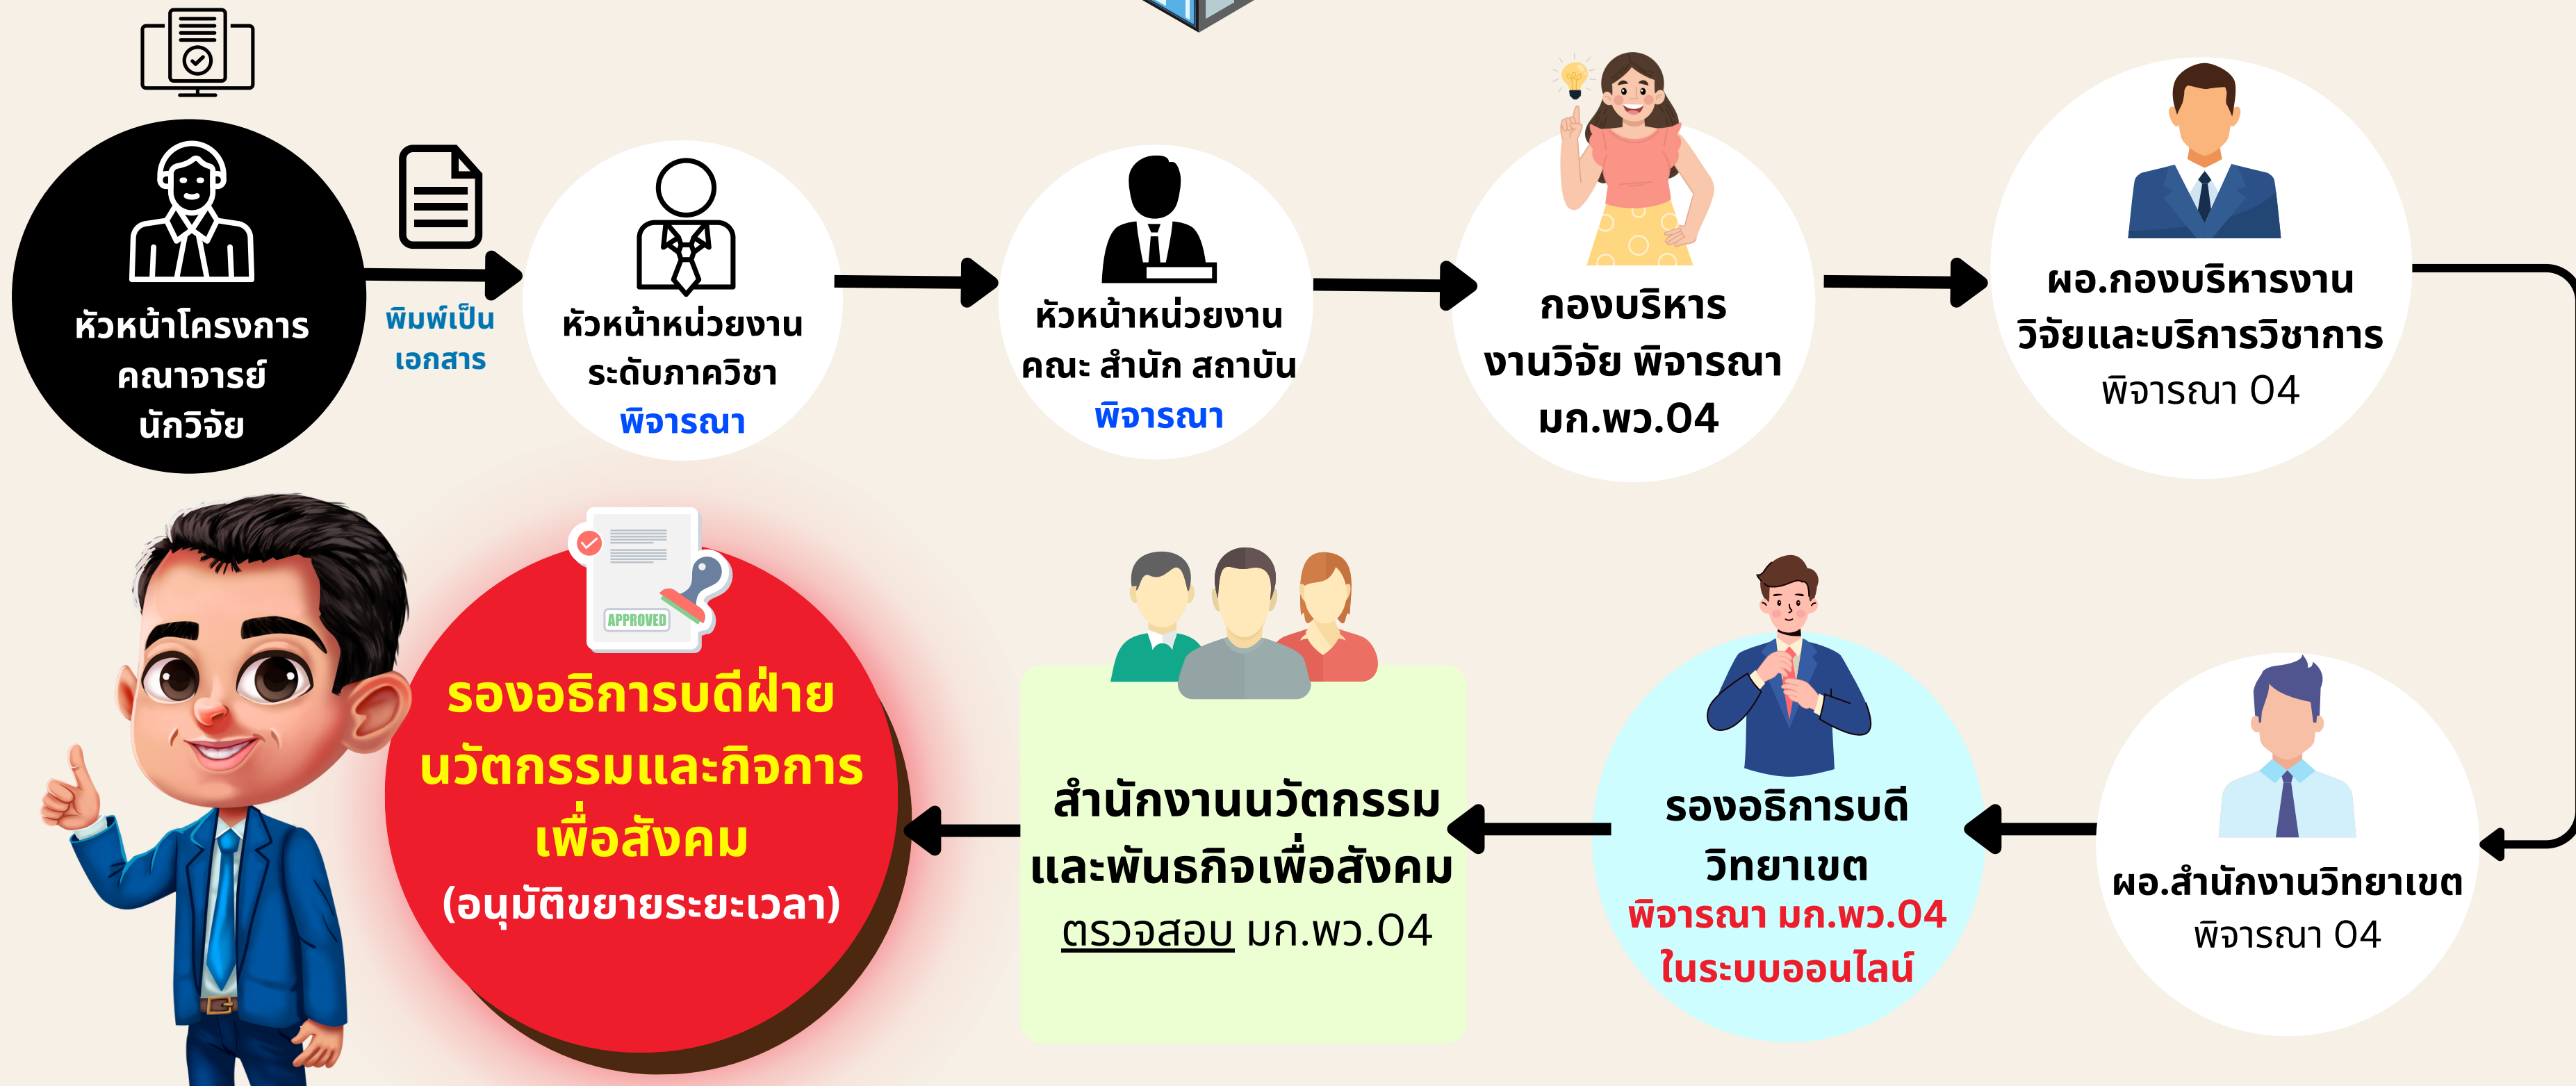 หัวหน้าโครงการ
คณาจารย์
นักวิจัย
พิมพ์เป็น
เอกสาร
หัวหน้าหน่วยงาน
ระดับภาควิชา
พิจารณา
หัวหน้าหน่วยงาน
คณะ สำนัก สถาบัน
พิจารณา
กองบริหาร
งานวิจัย พิจารณา
มก.พว.04
ผอ.กองบริหารงาน
วิจัยและบริการวิชาการ
พิจารณา 04
ผอ.สำนักงานวิทยาเขต
พิจารณา 04
รองอธิการบดี
วิทยาเขต
พิจารณา มก.พว.04
ในระบบออนไลน์
สำนักงานนวัตกรรม
และพันธกิจเพื่อสังคม
ตรวจสอบ มก.พว.04
APPROVED
รองอธิการบดีฝ่าย
นวัตกรรมและกิจการ
เพื่อสังคม
(อนุมัติขยายระยะเวลา)